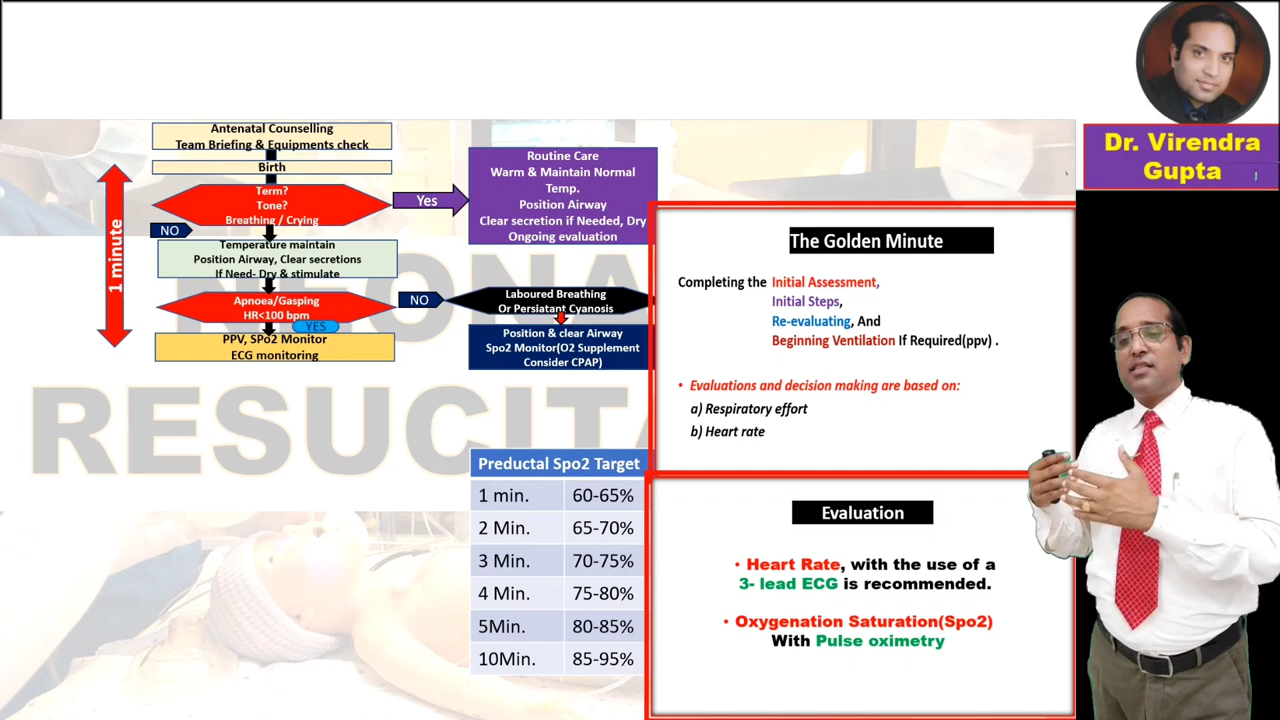 Antenatal Counselling
Team Briefing & Equipments check
Birth
Term?
Tone?
Breathing / Crying
Yes
NO
Routine Care
Warm & Maintain Normal
Temp.
Position Airway
Clear secretion if Needed, Dry
Ongoing evaluation
1 minute
Temperature maintain
Position Airway, Clear secretions
If Need- Dry & stimulate
Apnoea/Gasping
HR<100 bpm
NO
YES
Laboured Breathing
Or Persiatant Cyanosis
PPV, SPo2 Monitor
ECG monitoring
Position & clear Airway
Spo2 Monitor(O2 Supplement
Consider CPAP)
NEONA
RESUCITA
Preductal Spo2 Target
1 min. 60-65%
2 Min. 65-70%
3 Min. 70-75%
4 Min. 75-80%
5Min. 80-85%
10Min. 85-95%
The Golden Minute
Completing the Initial Assessment,
Initial Steps,
Re-evaluating, And
Beginning Ventilation If Required(ppv) .
• Evaluations and decision making are based on:
a) Respiratory effort
b) Heart rate
Evaluation
• Heart Rate, with the use of a
3- lead ECG is recommended.
• Oxygenation Saturation(Spo2)
With Pulse oximetry
Dr. Virendra
Gupta